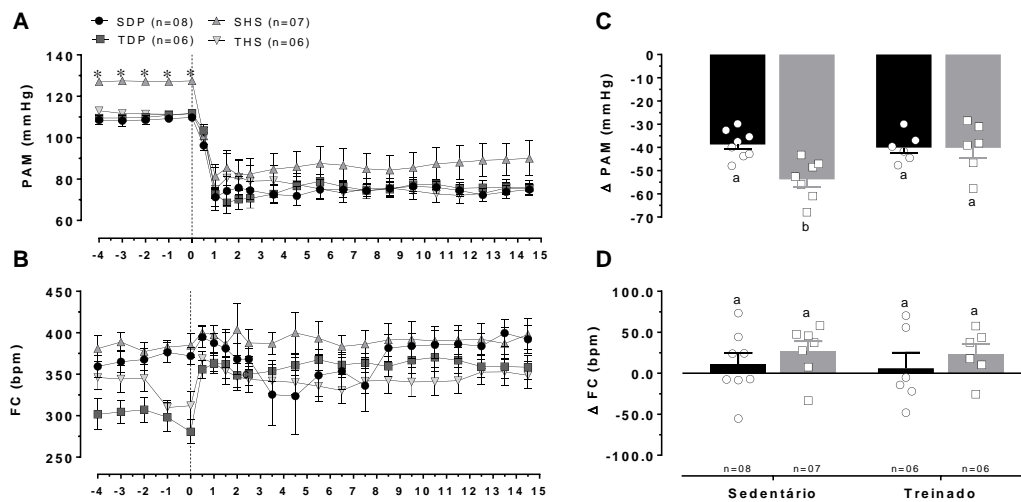 A
SDP (n=08)
SHS (n=07)
TDP (n=06)
THS (n=06)
PAM (mmHg)
140
120
100
80
60
* * * * *
-4 -3 -2 -1 0 1 2 3 4 5 6 7 8 9 10 11 12 13 14 15
B
FC (bpm)
450
400
350
300
250
-4 -3 -2 -1 0 1 2 3 4 5 6 7 8 9 10 11 12 13 14 15
C
Δ PAM (mmHg)
0
-10
-20
-30
-40
-50
-60
-70
a b a a
D
Δ FC (bpm)
100.0
50.0
0.0
-50.0
-100.0
a a a a
n=08 n=07 n=06 n=06
Sedentário Treinado